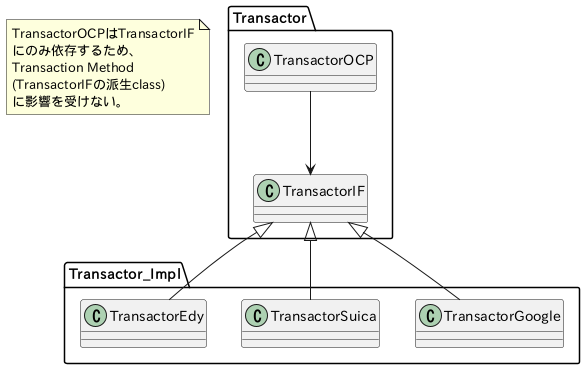 TransactorOCPはTransactorIF
にのみ依存するため、
Transaction Method
(TransactorIFの派生class)
に影響を受けない。
Transactor
C TransactorOCP
C TransactorIF
Transactor_Impl
C TransactorEdy
C TransactorSuica
C TransactorGoogle